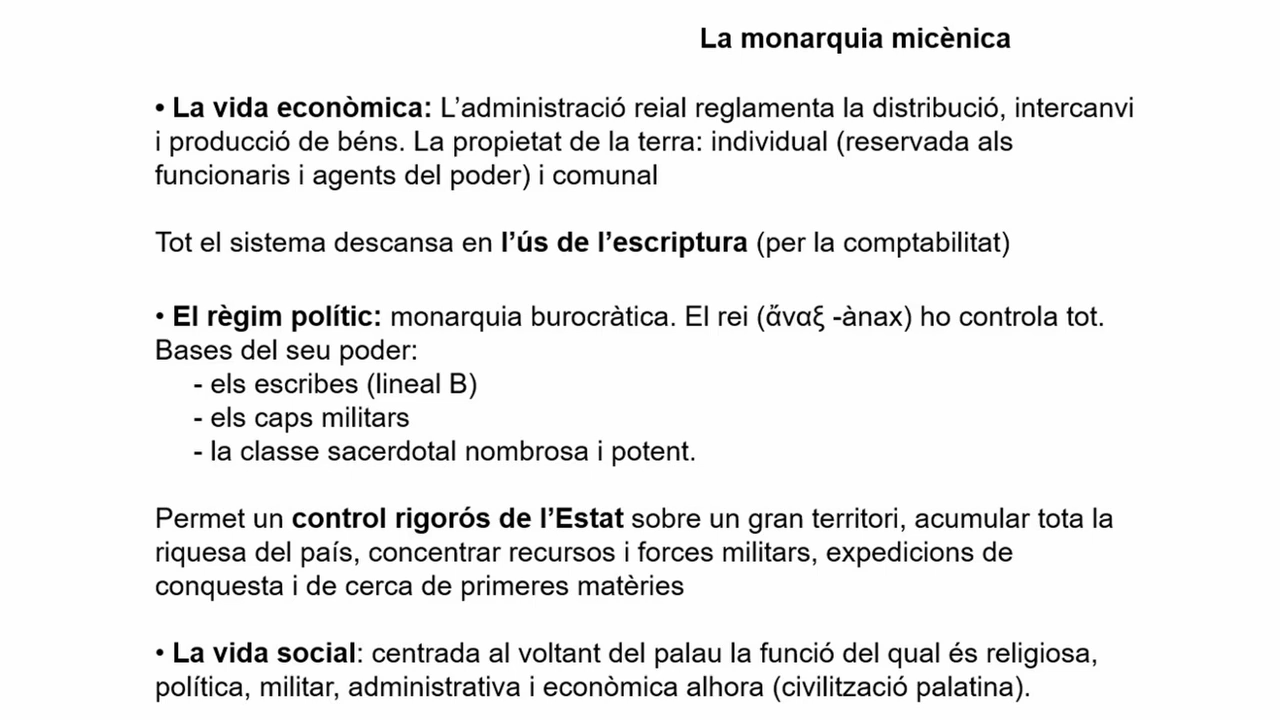 La monarquia micènica
• La vida econòmica: L’administració reial reglamenta la distribució, intercanvi
i producció de béns. La propietat de la terra: individual (reservada als
funcionaris i agents del poder) i comunal
Tot el sistema descansa en l’ús de l’escriptura (per la comptabilitat)
• El règim polític: monarquia burocràtica. El rei (ἄναξ -ànax) ho controla tot.
Bases del seu poder:
- els escribes (lineal B)
- els caps militars
- la classe sacerdotal nombrosa i potent.
Permet un control rigorós de l’Estat sobre un gran territori, acumular tota la
riquesa del país, concentrar recursos i forces militars, expedicions de
conquesta i de cerca de primeres matèries
• La vida social: centrada al voltant del palau la funció del qual és religiosa,
política, militar, administrativa i econòmica alhora (civilització palatina).